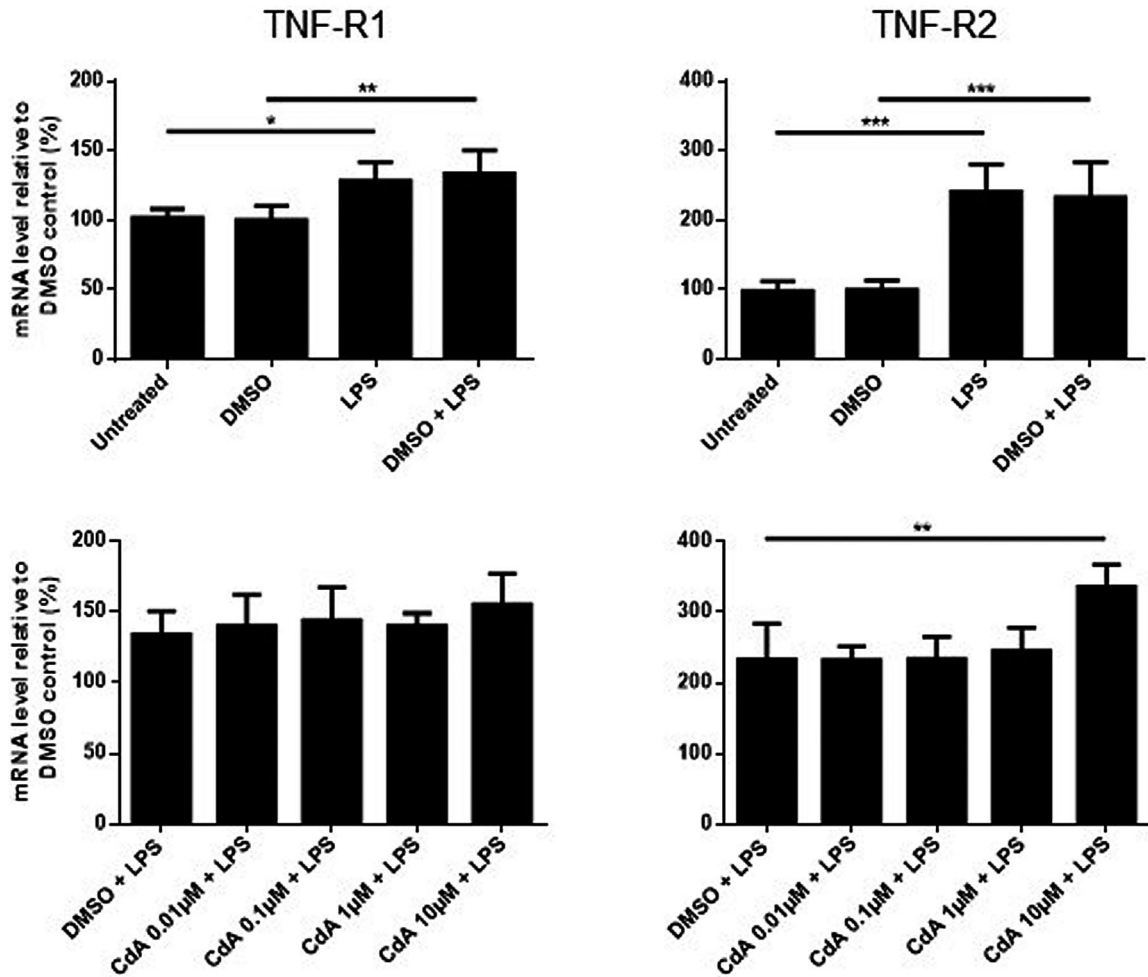 TNF-R1
TNF-R2
mRNA level relative to
DMSO control (%)
200
150
100
50
0
**
*
Untreated
DMSO
LPS
DMSO + LPS
400
300
200
100
0
***
***
Untreated
DMSO
LPS
DMSO + LPS
mRNA level relative to
DMSO control (%)
200
150
100
50
0
DMSO + LPS
CdA 0.01µM + LPS
CdA 0.1µM + LPS
CdA 1µM + LPS
CdA 10µM + LPS
400
300
200
100
0
**
DMSO + LPS
CdA 0.01µM + LPS
CdA 0.1µM + LPS
CdA 1µM + LPS
CdA 10µM + LPS